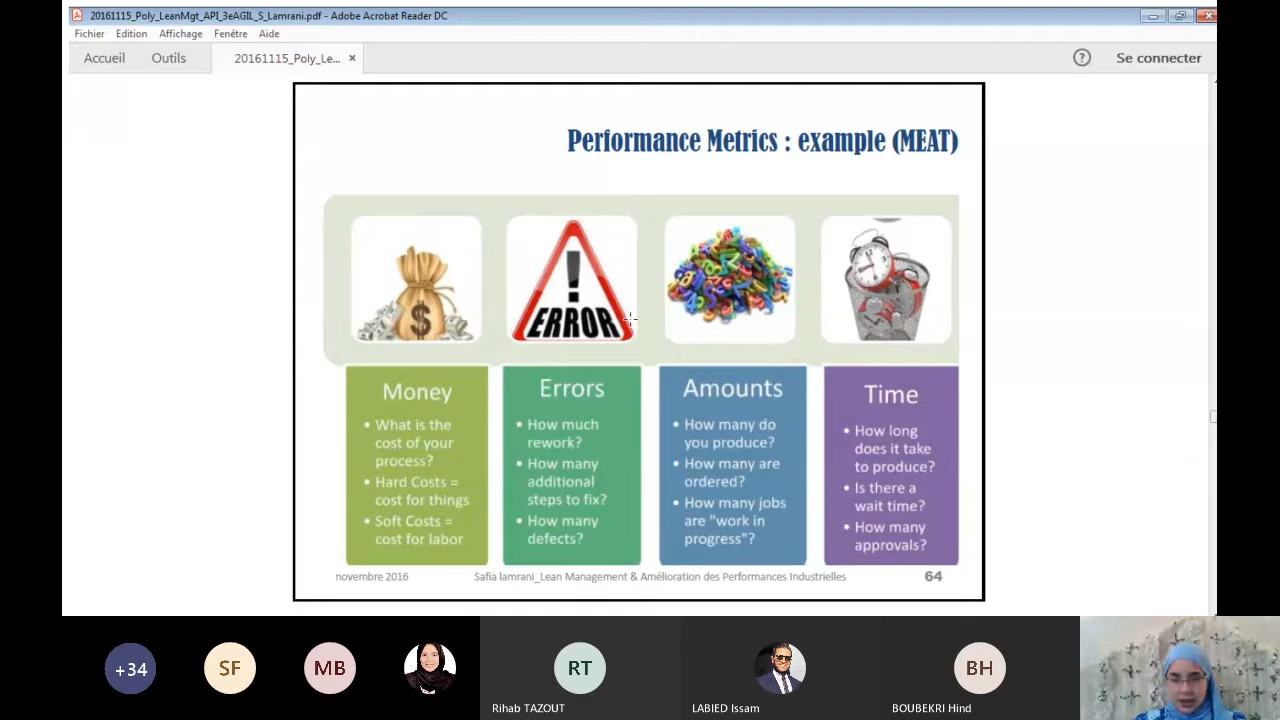 20161115_Poly_LeanMgt_API_3eAGIL_S_Lamrani.pdf - Adobe Acrobat Reader DC
Fichier Edition Affichage Fenêtre Aide
Accueil Outils 20161115_Poly_Le... × ? Se connecter
Performance Metrics : example (MEAT)
$
! ERROR
Money
• What is the
cost of your
process?
• Hard Costs =
cost for things
• Soft Costs =
cost for labor
Errors
• How much
rework?
• How many
additional
steps to fix?
• How many
defects?
Amounts
• How many do
you produce?
• How many are
ordered?
• How many jobs
are "work in
progress"?
Time
• How long
does it take
to produce?
• Is there a
wait time?
• How many
approvals?
novembre 2016 Safia lamrani_Lean Management & Amélioration des Performances Industrielles 64
+34 SF MB RT BH
Rihab TAZOUT LABIED Issam BOUBEKRI Hind